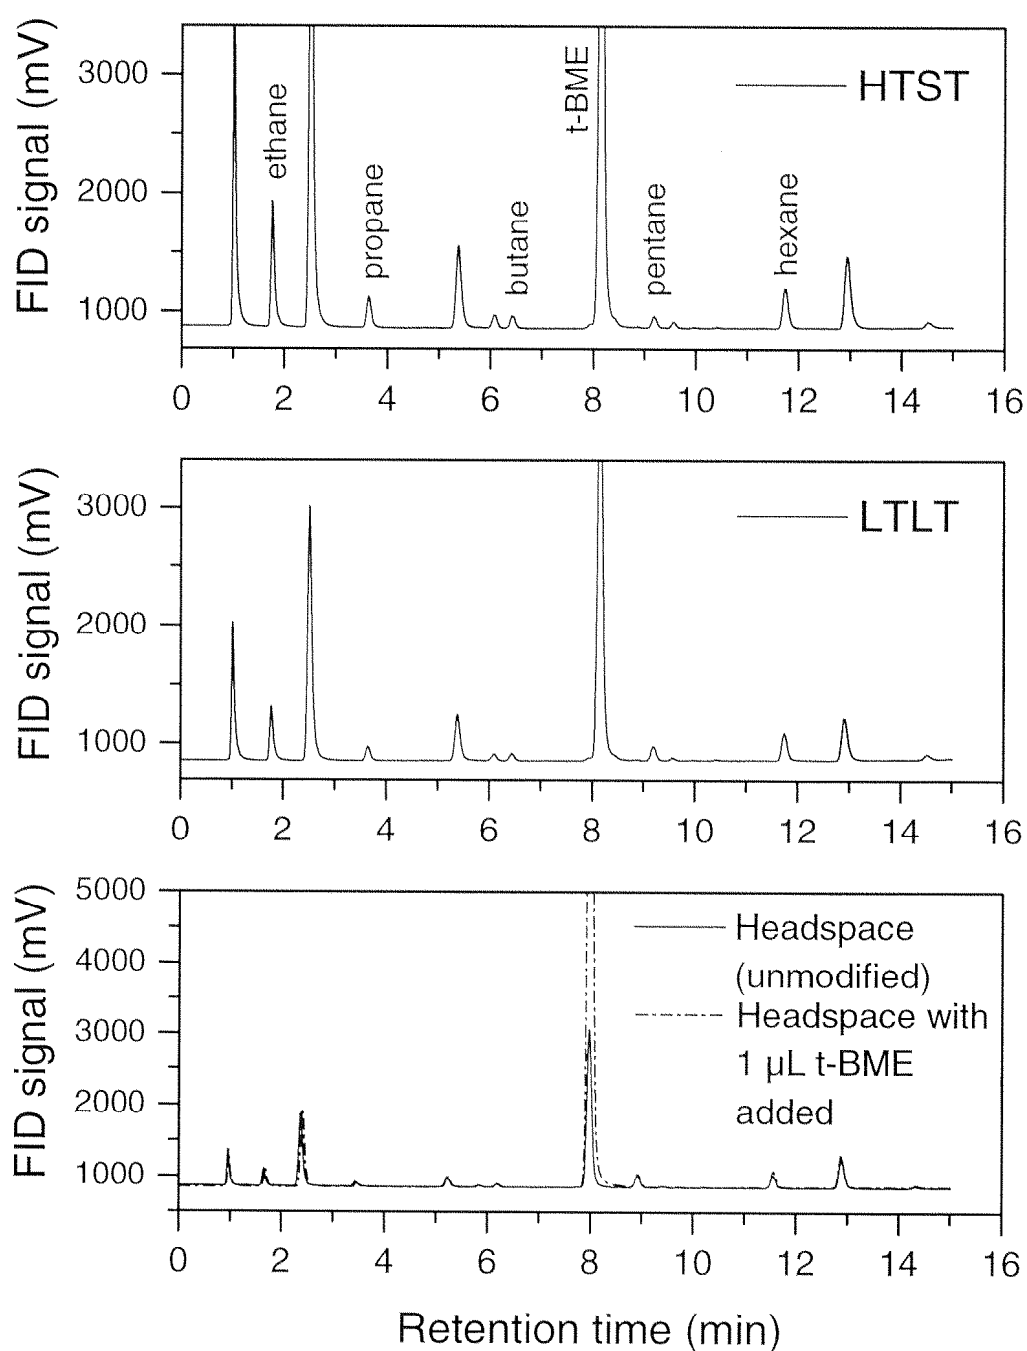 FID signal (mV)
3000
2000
1000
ethane
propane
butane
t-BME
pentane
hexane
HTST
0 2 4 6 8 10 12 14 16
FID signal (mV)
3000
2000
1000
LTLT
0 2 4 6 8 10 12 14 16
FID signal (mV)
5000
4000
3000
2000
1000
Headspace
(unmodified)
Headspace with
1 µL t-BME
added
0 2 4 6 8 10 12 14 16
Retention time (min)